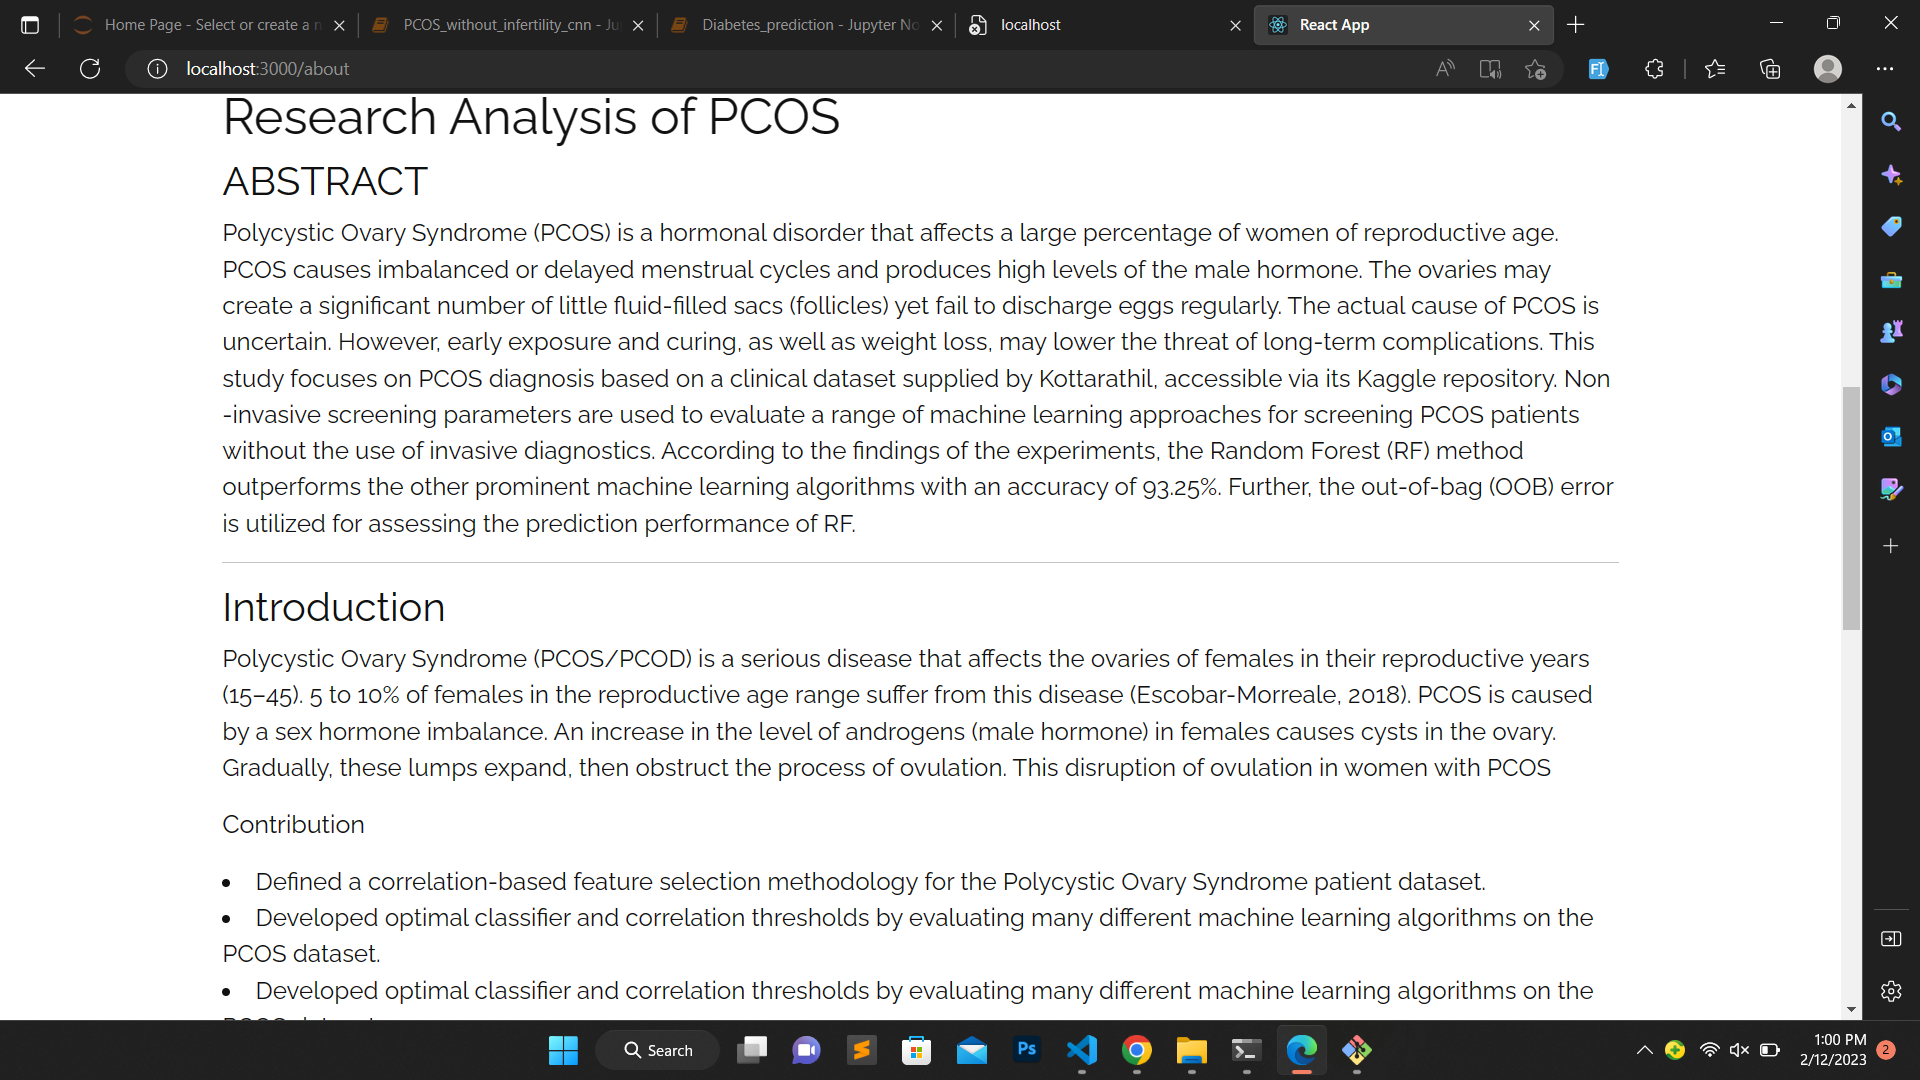 Home Page - Select or create a n
PCOS_without_infertility_cnn - Ju
Diabetes_prediction - Jupyter No
localhost
React App
localhost:3000/about
Research Analysis of PCOS
ABSTRACT
Polycystic Ovary Syndrome (PCOS) is a hormonal disorder that affects a large percentage of women of reproductive age.
PCOS causes imbalanced or delayed menstrual cycles and produces high levels of the male hormone. The ovaries may
create a significant number of little fluid-filled sacs (follicles) yet fail to discharge eggs regularly. The actual cause of PCOS is
uncertain. However, early exposure and curing, as well as weight loss, may lower the threat of long-term complications. This
study focuses on PCOS diagnosis based on a clinical dataset supplied by Kottarathil, accessible via its Kaggle repository. Non
-invasive screening parameters are used to evaluate a range of machine learning approaches for screening PCOS patients
without the use of invasive diagnostics. According to the findings of the experiments, the Random Forest (RF) method
outperforms the other prominent machine learning algorithms with an accuracy of 93.25%. Further, the out-of-bag (OOB) error
is utilized for assessing the prediction performance of RF.
Introduction
Polycystic Ovary Syndrome (PCOS/PCOD) is a serious disease that affects the ovaries of females in their reproductive years
(15–45). 5 to 10% of females in the reproductive age range suffer from this disease (Escobar-Morreale, 2018). PCOS is caused
by a sex hormone imbalance. An increase in the level of androgens (male hormone) in females causes cysts in the ovary.
Gradually, these lumps expand, then obstruct the process of ovulation. This disruption of ovulation in women with PCOS
Contribution
• Defined a correlation-based feature selection methodology for the Polycystic Ovary Syndrome patient dataset.
• Developed optimal classifier and correlation thresholds by evaluating many different machine learning algorithms on the
PCOS dataset.
• Developed optimal classifier and correlation thresholds by evaluating many different machine learning algorithms on the
Search
Ps
1:00 PM
2/12/2023
2